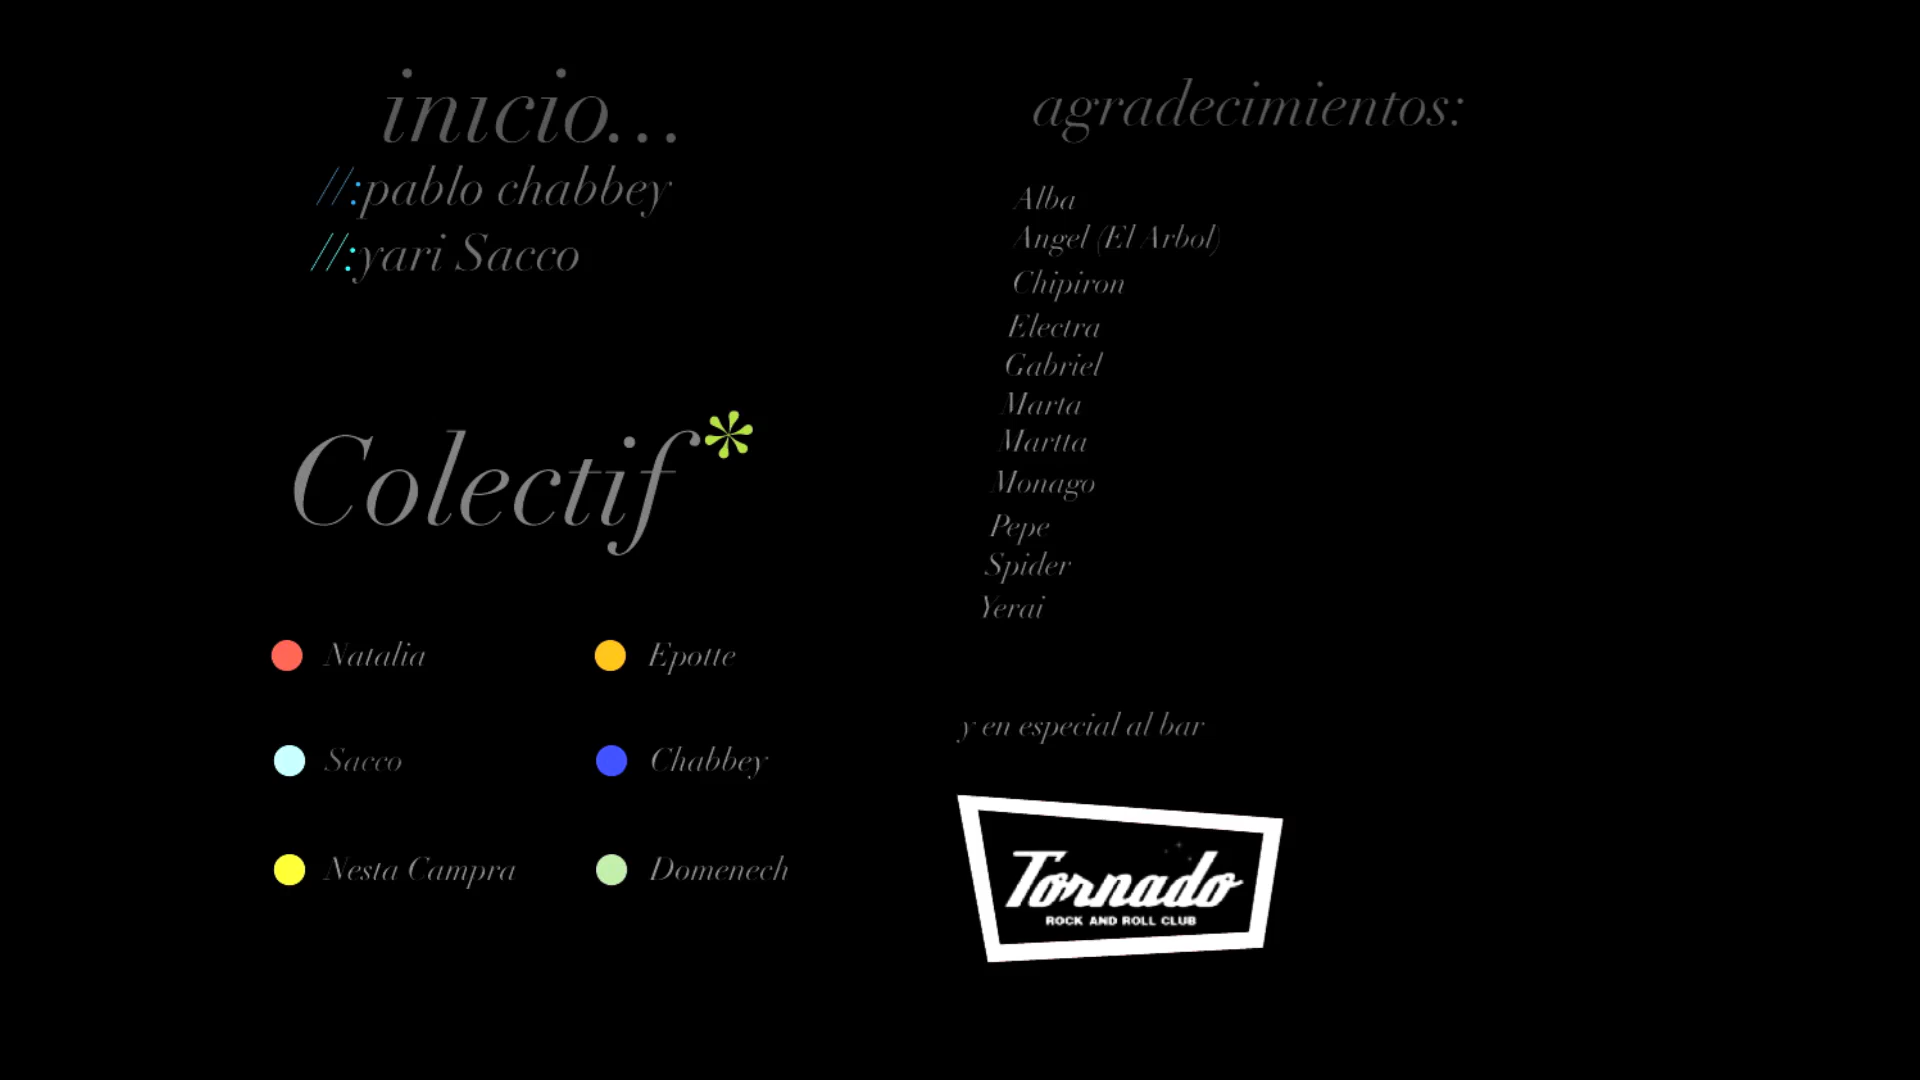 inicio...
//:pablo chabbey
//:yari Sacco
Colectif*
Natalia
Epotte
Sacco
Chabbey
Nesta Campra
Domenech
agradecimientos:
Alba
Angel (El Arbol)
Chipiron
Electra
Gabriel
Marta
Martta
Monago
Pepe
Spider
Yerai
y en especial al bar
Tornado
ROCK AND ROLL CLUB